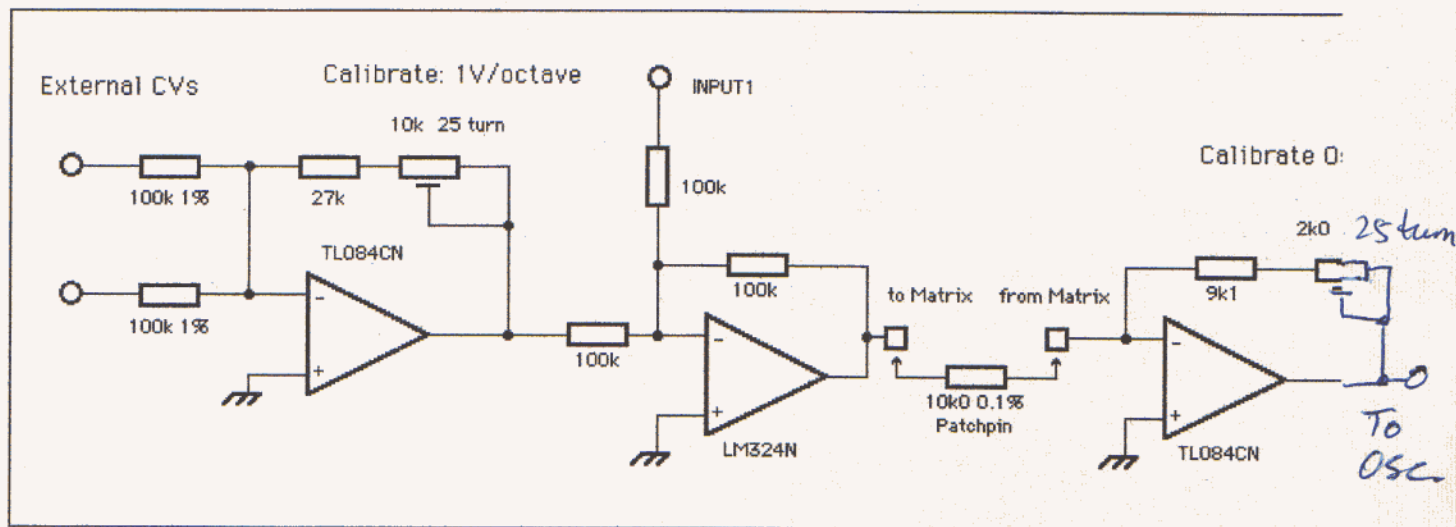 External CVs
Calibrate: 1V/octave
10k 25 turn
100k 1%
27k
TL084CN
100k 1%
INPUT1
100k
100k
100k
LM324N
to Matrix
from Matrix
10k0 0.1%
Patchpin
Calibrate O
2k0 25 turn
9k1
TL084CN
To
OSC.